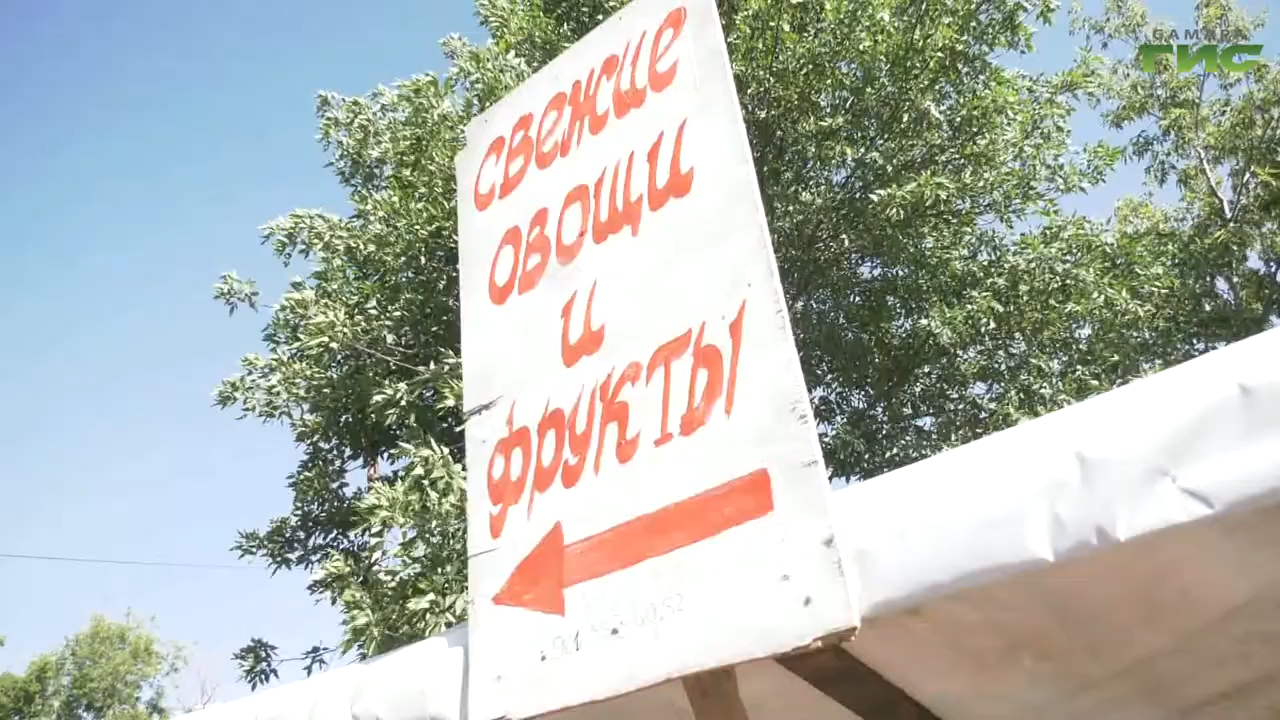 САМАРА
ГИС
свежие
овощи
и
фрукты